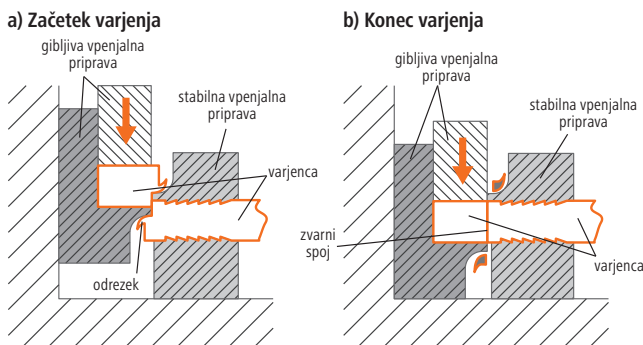 a) Začetek varjenja
gibljiva vpenjalna
priprava
stabilna vpenjalna
priprava
varjenca
odrezek
b) Konec varjenja
gibljiva vpenjalna
priprava
stabilna vpenjalna
priprava
zvarni
spoj
varjenca